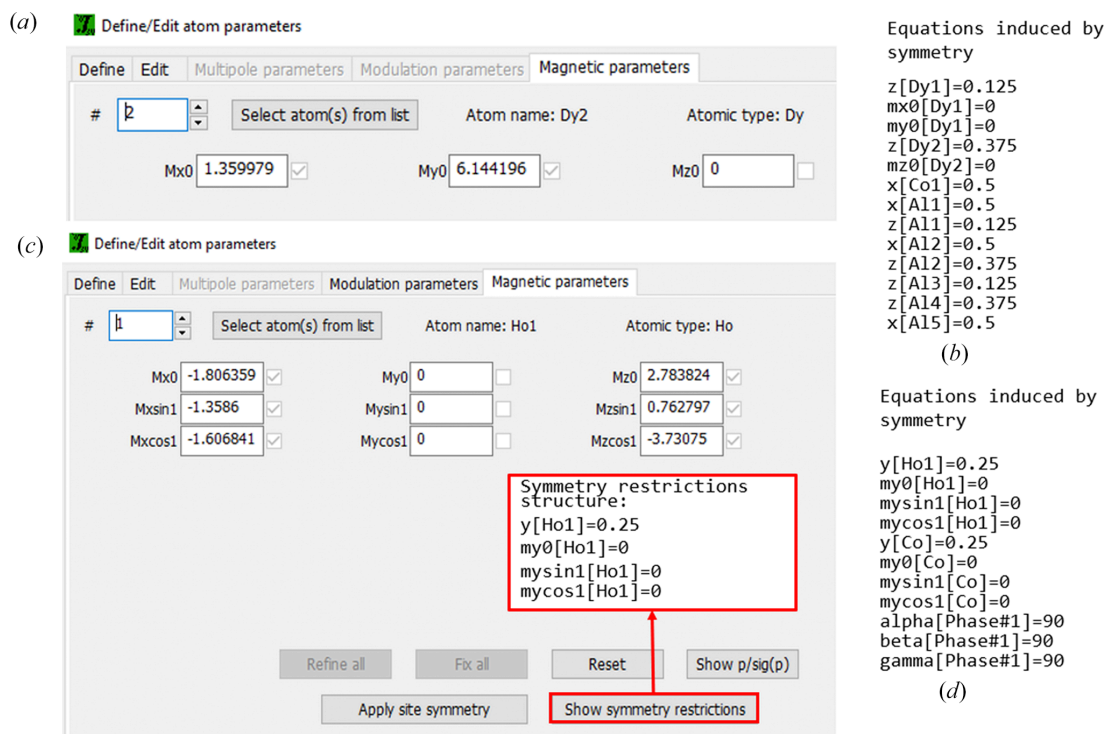 (a)
Define/Edit atom parameters
Define Edit Multipole parameters Modulation parameters Magnetic parameters
# 2 Select atom(s) from list Atom name: Dy2 Atomic type: Dy
Mx0 1.359979 My0 6.144196 Mz0 0
Equations induced by
symmetry
z[Dy1]=0.125
mx0[Dy1]=0
my0[Dy1]=0
z[Dy2]=0.375
mz0[Dy2]=0
x[Co1]=0.5
x[Al1]=0.5
z[Al1]=0.125
x[Al2]=0.5
z[Al2]=0.375
z[Al3]=0.125
z[Al4]=0.375
x[Al5]=0.5
(b)
(c)
Define/Edit atom parameters
Define Edit Multipole parameters Modulation parameters Magnetic parameters
# 1 Select atom(s) from list Atom name: Ho1 Atomic type: Ho
Mx0 -1.806359 My0 0 Mz0 2.783824
Mxsin1 -1.3586 Mysin1 0 Mzsin1 0.762797
Mxcos1 -1.606841 Mycos1 0 Mzcos1 -3.73075
Symmetry restrictions
structure:
y[Ho1]=0.25
my0[Ho1]=0
mysin1[Ho1]=0
mycos1[Ho1]=0
Refine all Fix all Reset Show p/sig(p)
Apply site symmetry Show symmetry restrictions
Equations induced by
symmetry
y[Ho1]=0.25
my0[Ho1]=0
mysin1[Ho1]=0
mycos1[Ho1]=0
y[Co]=0.25
my0[Co]=0
mysin1[Co]=0
mycos1[Co]=0
alpha[Phase#1]=90
beta[Phase#1]=90
gamma[Phase#1]=90
(d)